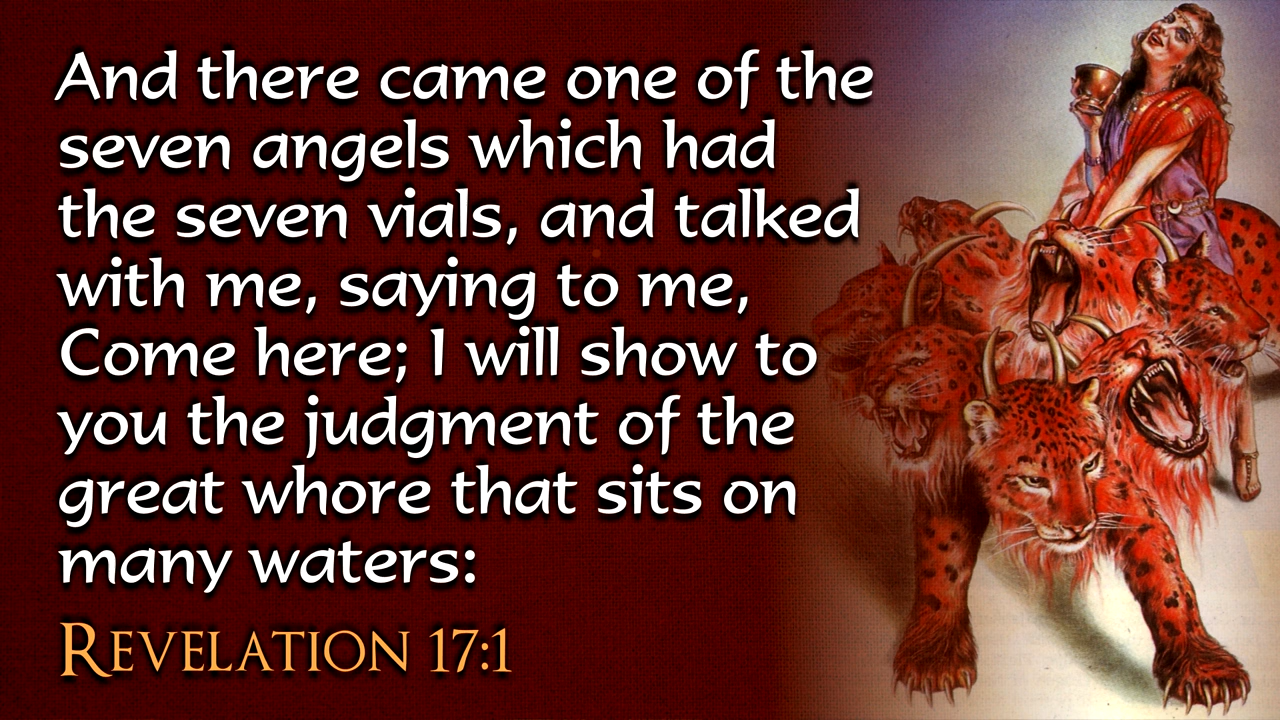 And there came one of the
seven angels which had
the seven vials, and talked
with me, saying to me,
Come here; I will show to
you the judgment of the
great whore that sits on
many waters:
Revelation 17:1